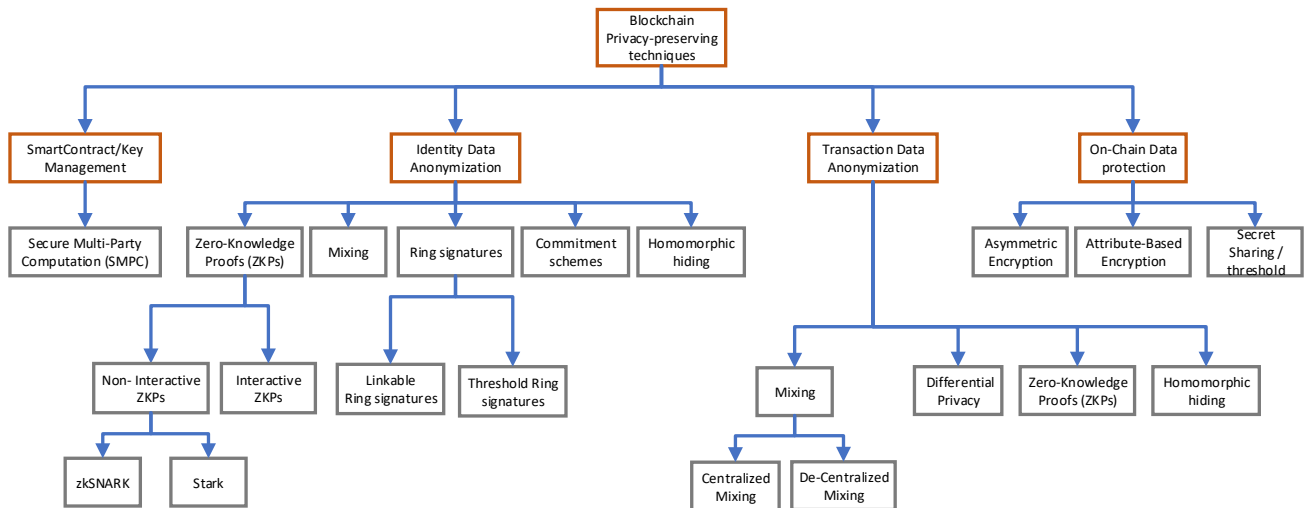 Blockchain
Privacy-preserving
techniques
SmartContract/Key
Management
Identity Data
Anonymization
Transaction Data
Anonymization
On-Chain Data
protection
Secure Multi-Party
Computation (SMPC)
Zero-Knowledge
Proofs (ZKPs)
Mixing
Ring signatures
Commitment
schemes
Homomorphic
hiding
Asymmetric
Encryption
Attribute-Based
Encryption
Secret
Sharing /
threshold
Non- Interactive
ZKPs
Interactive
ZKPs
Linkable
Ring signatures
Threshold Ring
signatures
Mixing
Differential
Privacy
Zero-Knowledge
Proofs (ZKPs)
Homomorphic
hiding
zkSNARK
Stark
Centralized
Mixing
De-Centralized
Mixing